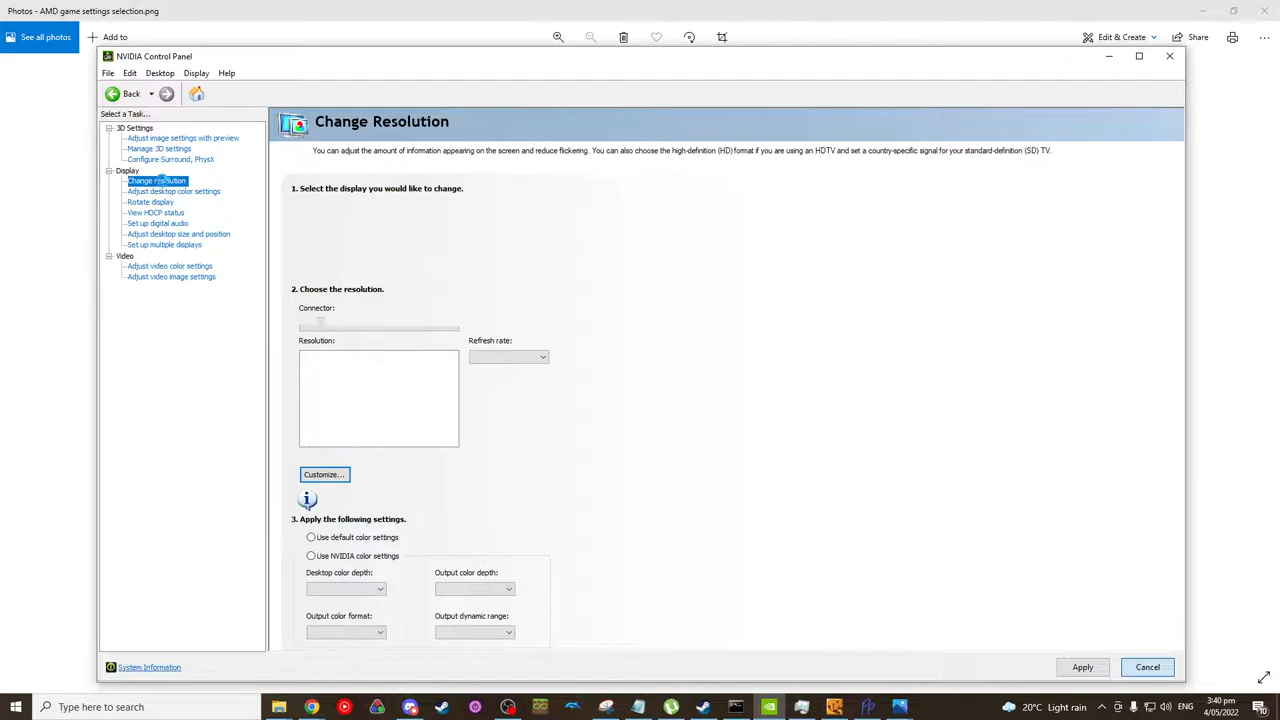 Photos - AMD game settings selection.png
See all photos
Add to
Edit & Create
Share
NVIDIA Control Panel
File Edit Desktop Display Help
Back
Select a Task...
3D Settings
Adjust image settings with preview
Manage 3D settings
Configure Surround, PhysX
Display
Change resolution
Adjust desktop color settings
Rotate display
View HDCP status
Set up digital audio
Adjust desktop size and position
Set up multiple displays
Video
Adjust video color settings
Adjust video image settings
System Information
Change Resolution
You can adjust the amount of information appearing on the screen and reduce flickering. You can also choose the high-definition (HD) format if you are using an HDTV and set a country-specific signal for your standard-definition (SD) TV.
1. Select the display you would like to change.
2. Choose the resolution.
Connector:
Resolution: Refresh rate:
Customize...
3. Apply the following settings.
Use default color settings
Use NVIDIA color settings
Desktop color depth: Output color depth:
Output color format: Output dynamic range:
Apply Cancel
Type here to search
20°C Light rain
ENG
3:40 pm
4/05/2022